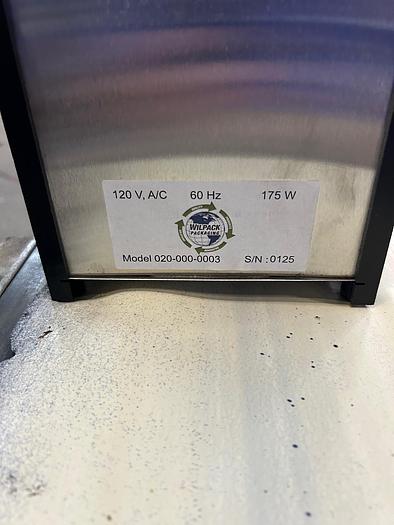 120 V, A/C 60 Hz 175 W
WILPACK
PACKAGING
Model 020-000-0003 S/N :0125